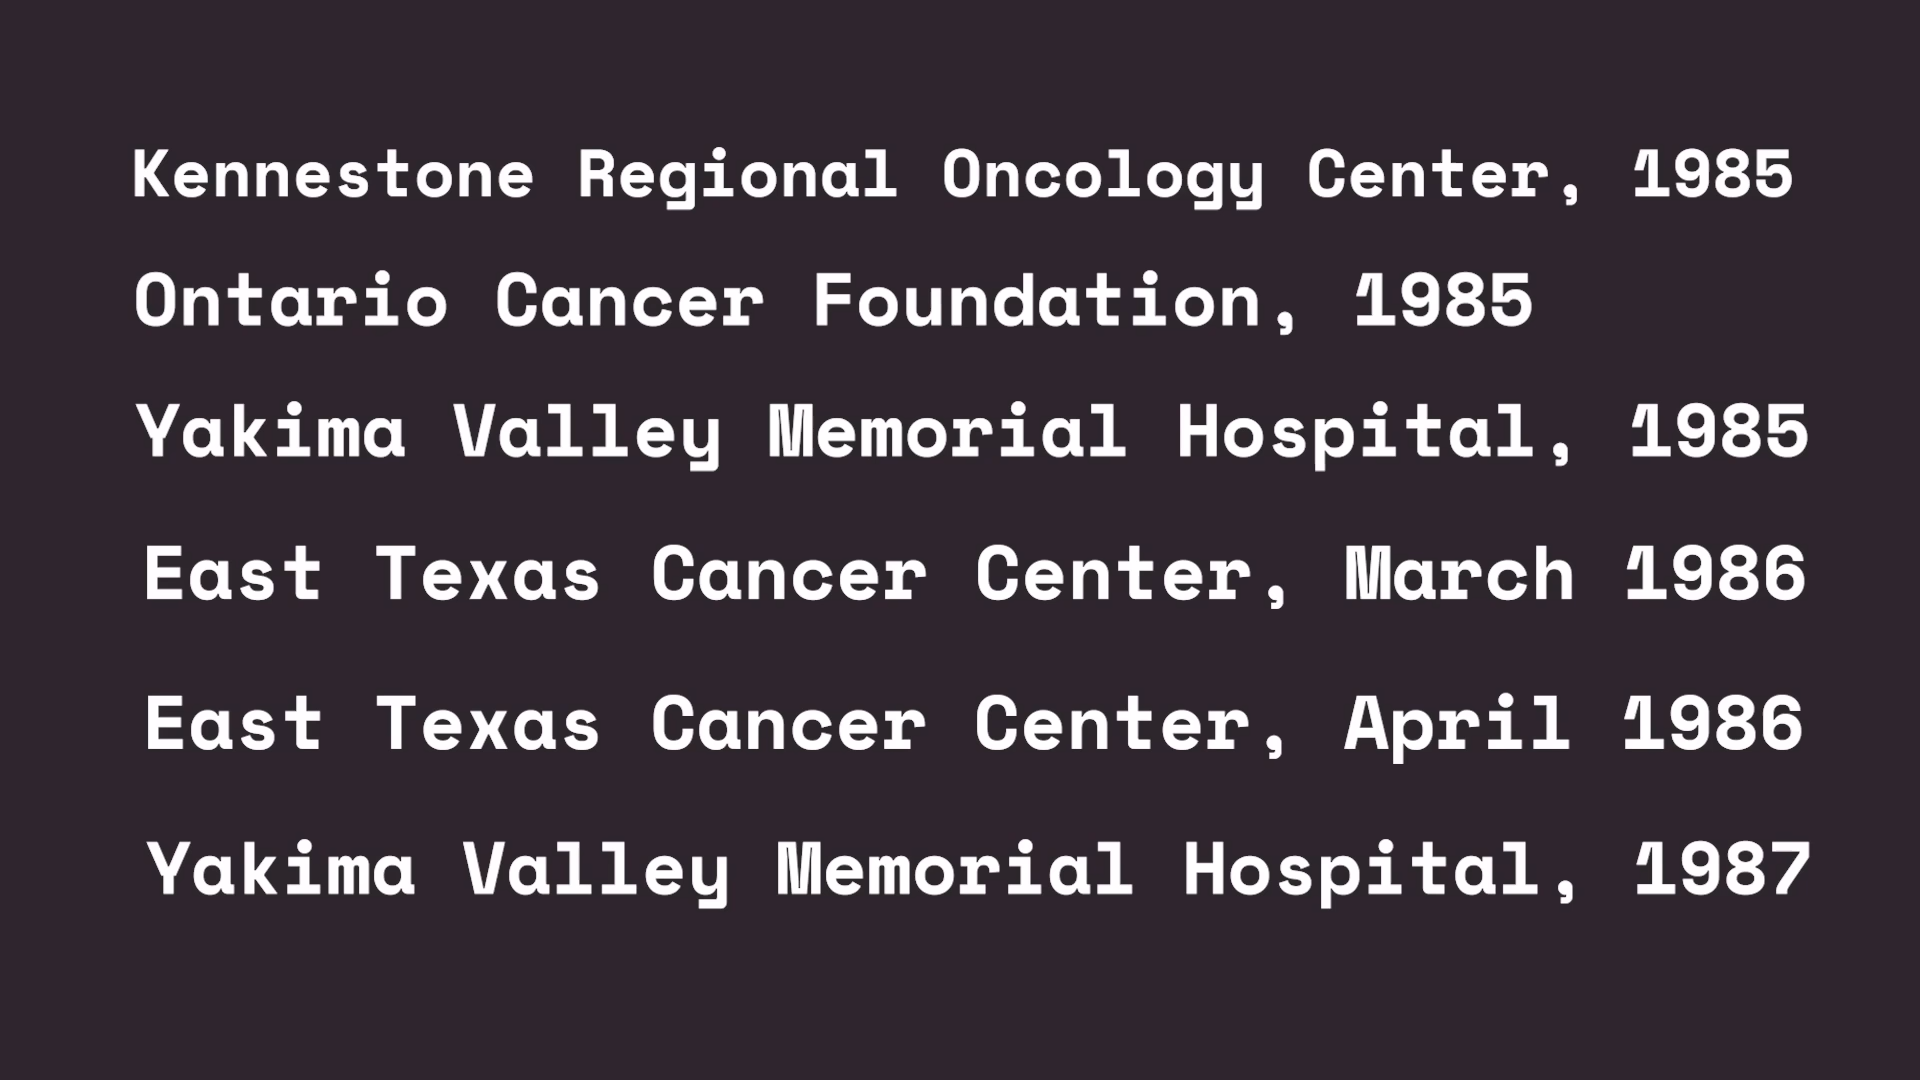 Kennestone Regional Oncology Center, 1985
Ontario Cancer Foundation, 1985
Yakima Valley Memorial Hospital, 1985
East Texas Cancer Center, March 1986
East Texas Cancer Center, April 1986
Yakima Valley Memorial Hospital, 1987